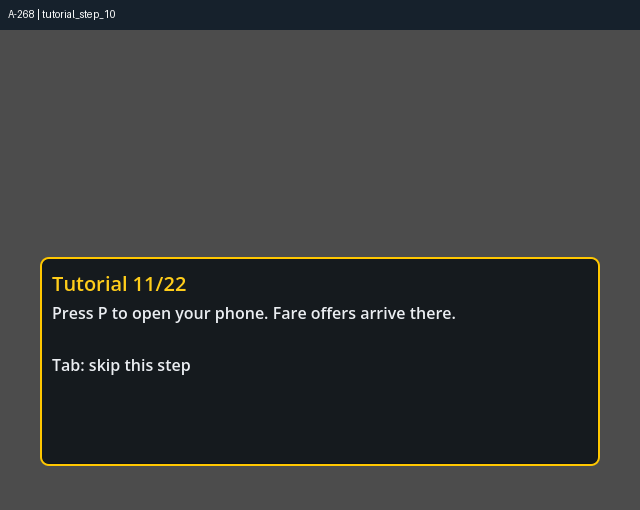 A-268 | tutorial_step_10
Tutorial 11/22
Press P to open your phone. Fare offers arrive there.
Tab: skip this step